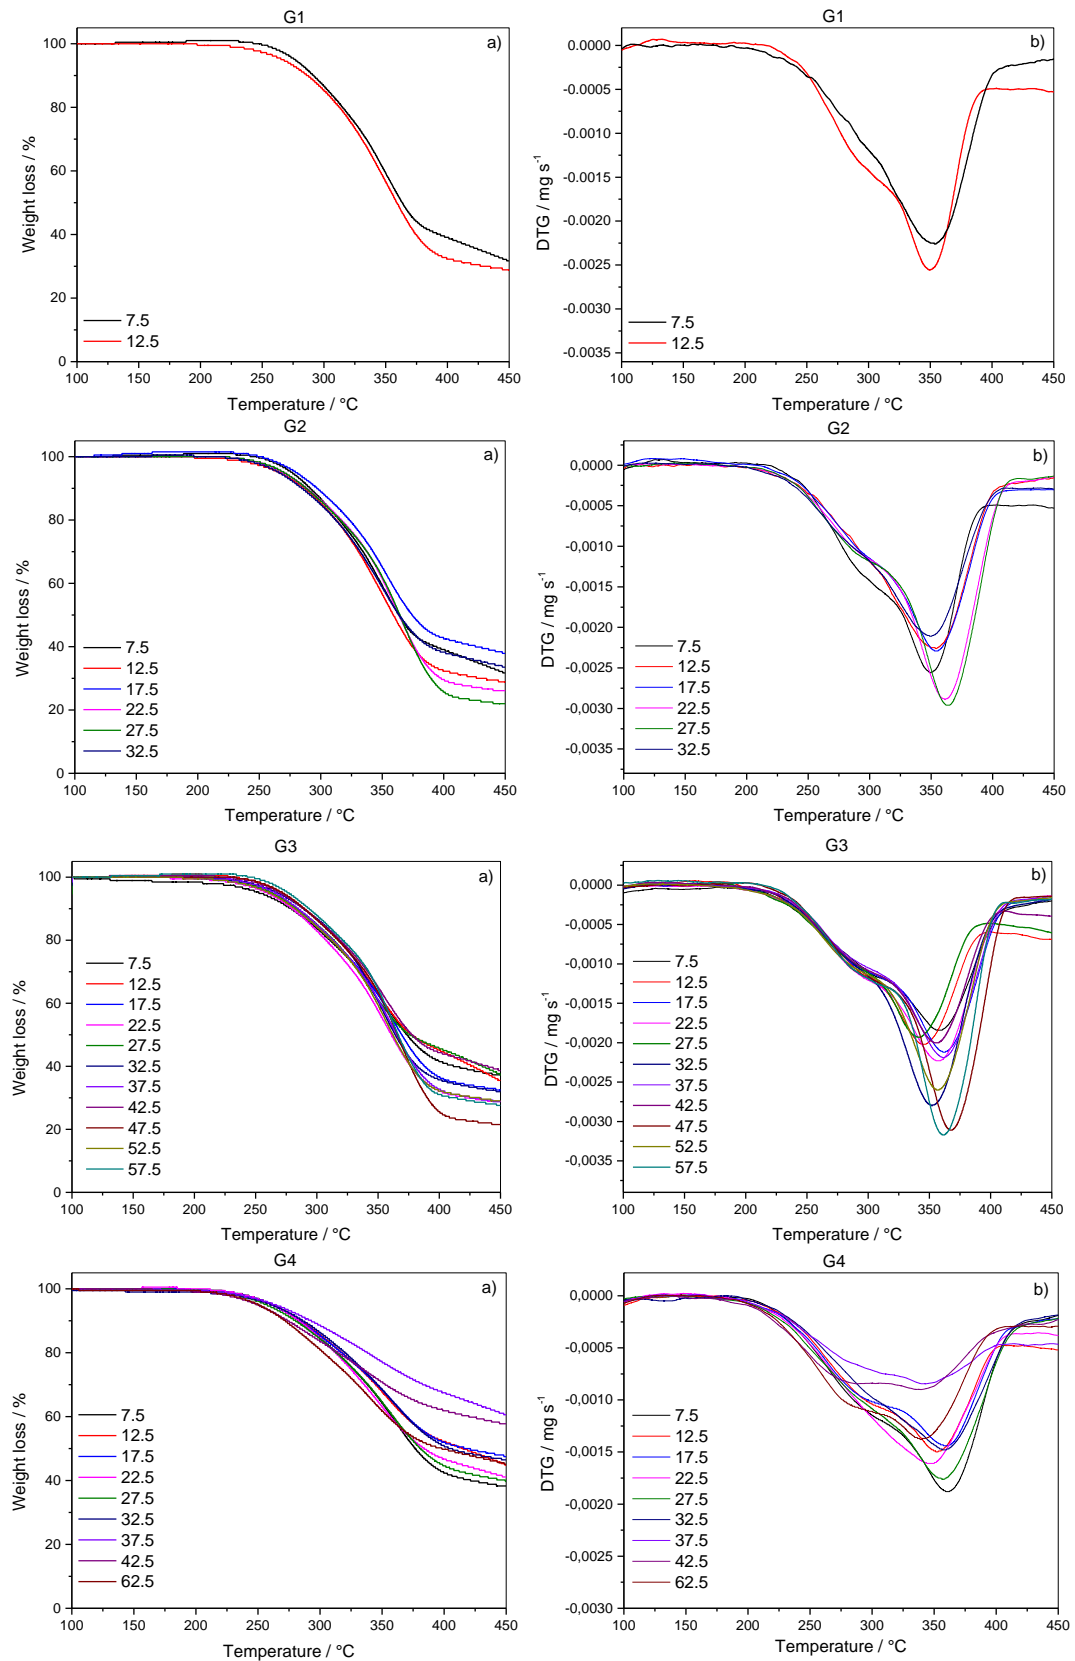 G1
a)
100
80
60
40
20
0
Weight loss / %
7.5
12.5
100 150 200 250 300 350 400 450
Temperature / °C
G1
b)
0.0000
-0.0005
-0.0010
-0.0015
-0.0020
-0.0025
-0.0030
-0.0035
DTG / mg s⁻¹
7.5
12.5
100 150 200 250 300 350 400 450
Temperature / °C
G2
a)
100
80
60
40
20
0
Weight loss / %
7.5
12.5
17.5
22.5
27.5
32.5
100 150 200 250 300 350 400 450
Temperature / °C
G2
b)
0,0000
-0,0005
-0,0010
-0,0015
-0,0020
-0,0025
-0,0030
-0,0035
DTG / mg s⁻¹
7.5
12.5
17.5
22.5
27.5
32.5
100 150 200 250 300 350 400 450
Temperature / °C
G3
a)
100
80
60
40
20
0
Weight loss / %
7.5
12.5
17.5
22.5
27.5
32.5
37.5
42.5
47.5
52.5
57.5
100 150 200 250 300 350 400 450
Temperature / °C
G3
b)
0,0000
-0,0005
-0,0010
-0,0015
-0,0020
-0,0025
-0,0030
-0,0035
DTG / mg s⁻¹
7.5
12.5
17.5
22.5
27.5
32.5
37.5
42.5
47.5
52.5
57.5
100 150 200 250 300 350 400 450
Temperature / °C
G4
a)
100
80
60
40
20
0
Weight loss / %
7.5
12.5
17.5
22.5
27.5
32.5
37.5
42.5
62.5
100 150 200 250 300 350 400 450
Temperature / °C
G4
b)
0,0000
-0,0005
-0,0010
-0,0015
-0,0020
-0,0025
-0,0030
DTG / mg s⁻¹
7.5
12.5
17.5
22.5
27.5
32.5
37.5
42.5
62.5
100 150 200 250 300 350 400 450
Temperature / °C